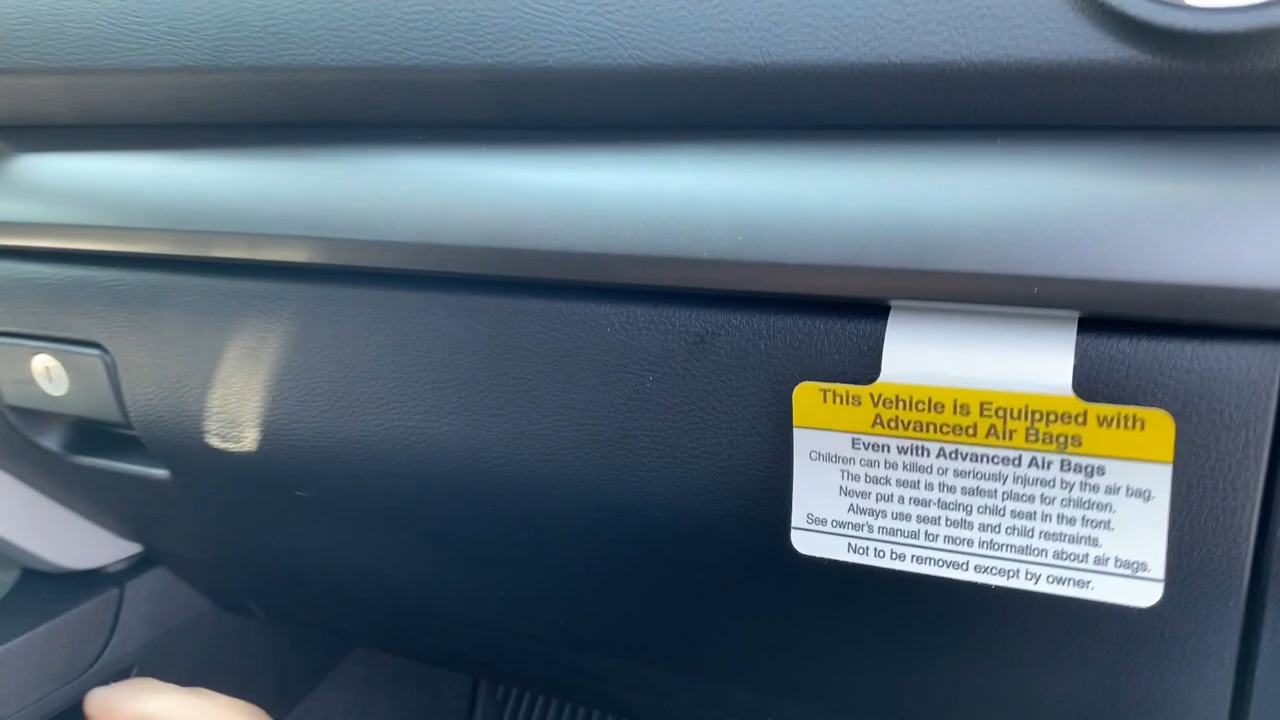 This Vehicle is Equipped with
Advanced Air Bags
Even with Advanced Air Bags
Children can be killed or seriously injured by the air bag.
The back seat is the safest place for children.
Never put a rear-facing child seat in the front.
Always use seat belts and child restraints.
See owner's manual for more information about air bags.
Not to be removed except by owner.